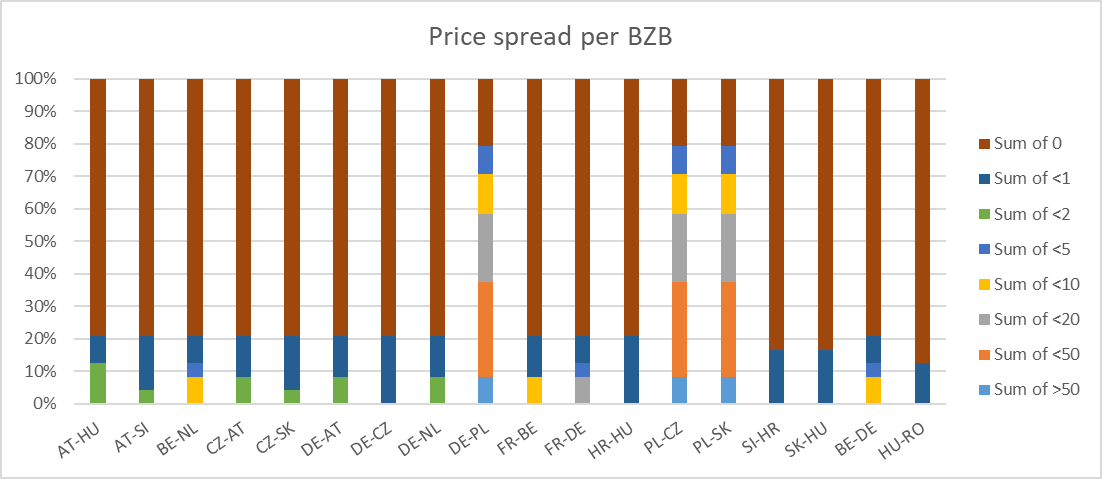 Price spread per BZB
100%
90%
80%
70%
60%
50%
40%
30%
20%
10%
0%
AT-HU
AT-SI
BE-NL
CZ-AT
CZ-SK
DE-AT
DE-CZ
DE-NL
DE-PL
FR-BE
FR-DE
HR-HU
PL-CZ
PL-SK
SI-HR
SK-HU
BE-DE
HU-RO
Sum of 0
Sum of <1
Sum of <2
Sum of <5
Sum of <10
Sum of <20
Sum of <50
Sum of >50